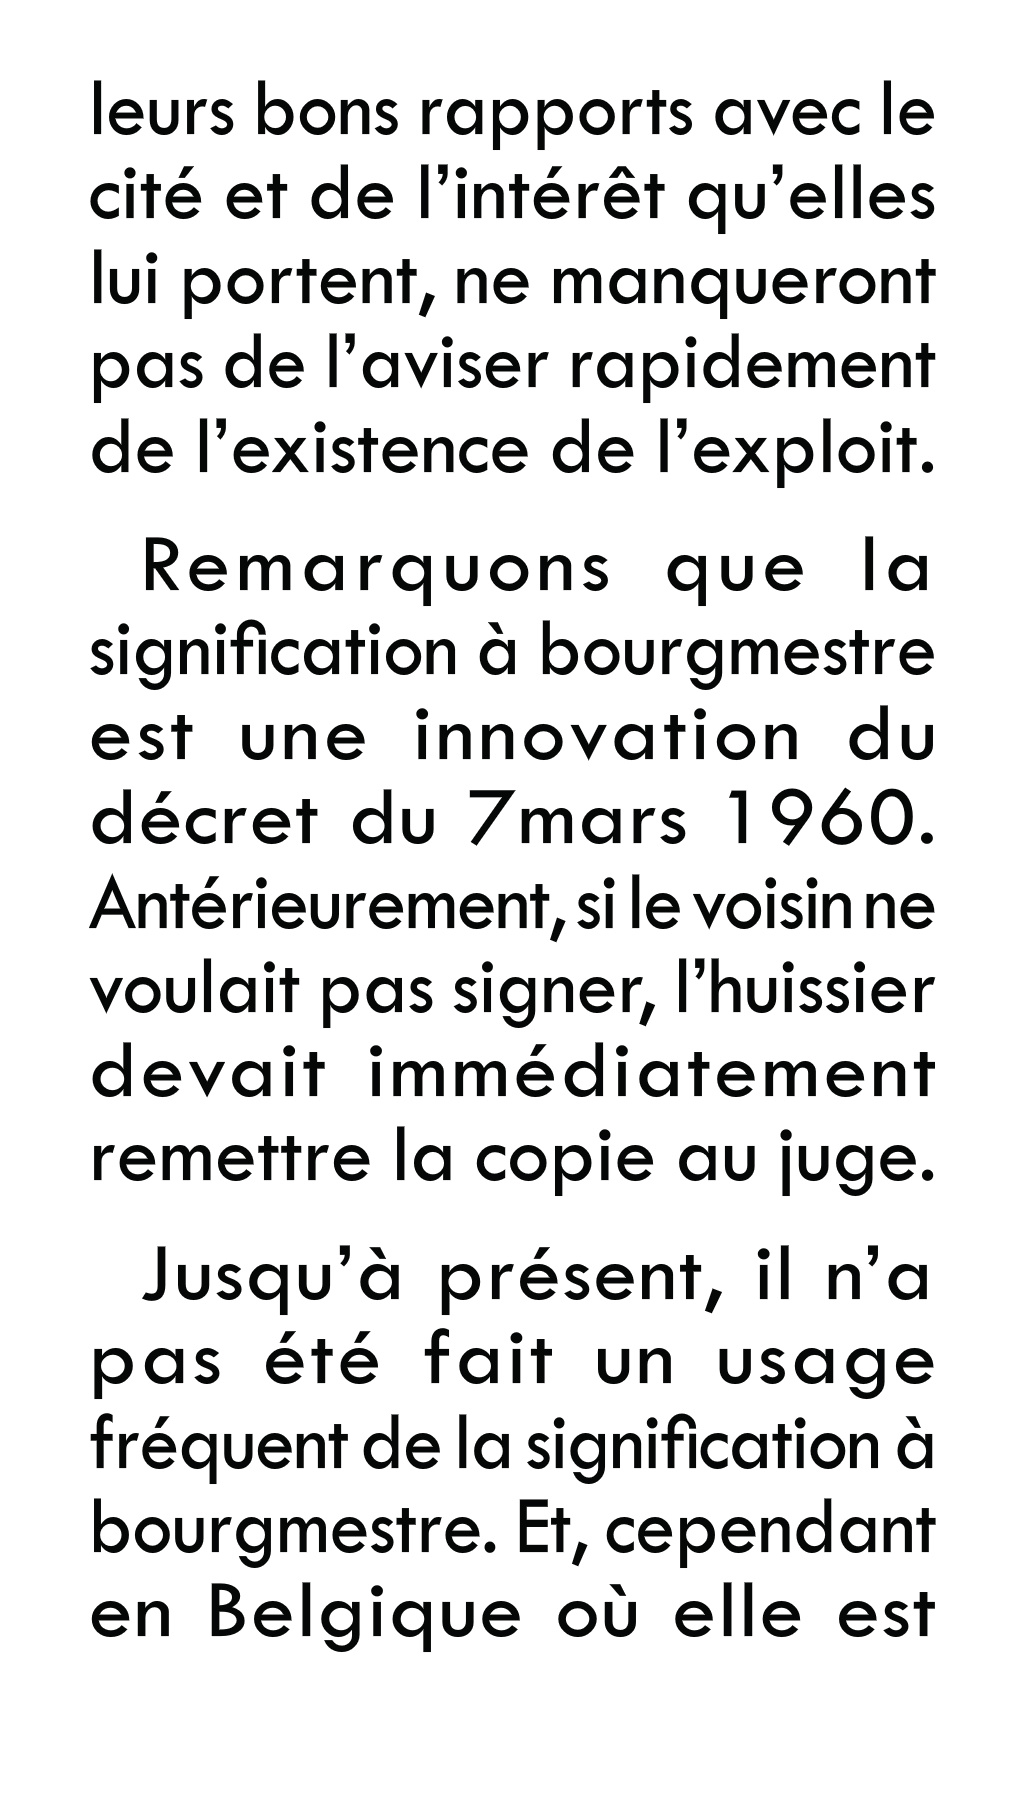 leurs bons rapports avec le
cité et de l’intérêt qu’elles
lui portent, ne manqueront
pas de l’aviser rapidement
de l’existence de l’exploit.
Remarquons que la
signification à bourgmestre
est une innovation du
décret du 7mars 1960.
Antérieurement, si le voisin ne
voulait pas signer, l’huissier
devait immédiatement
remettre la copie au juge.
Jusqu’à présent, il n’a
pas été fait un usage
fréquent de la signification à
bourgmestre. Et, cependant
en Belgique où elle est